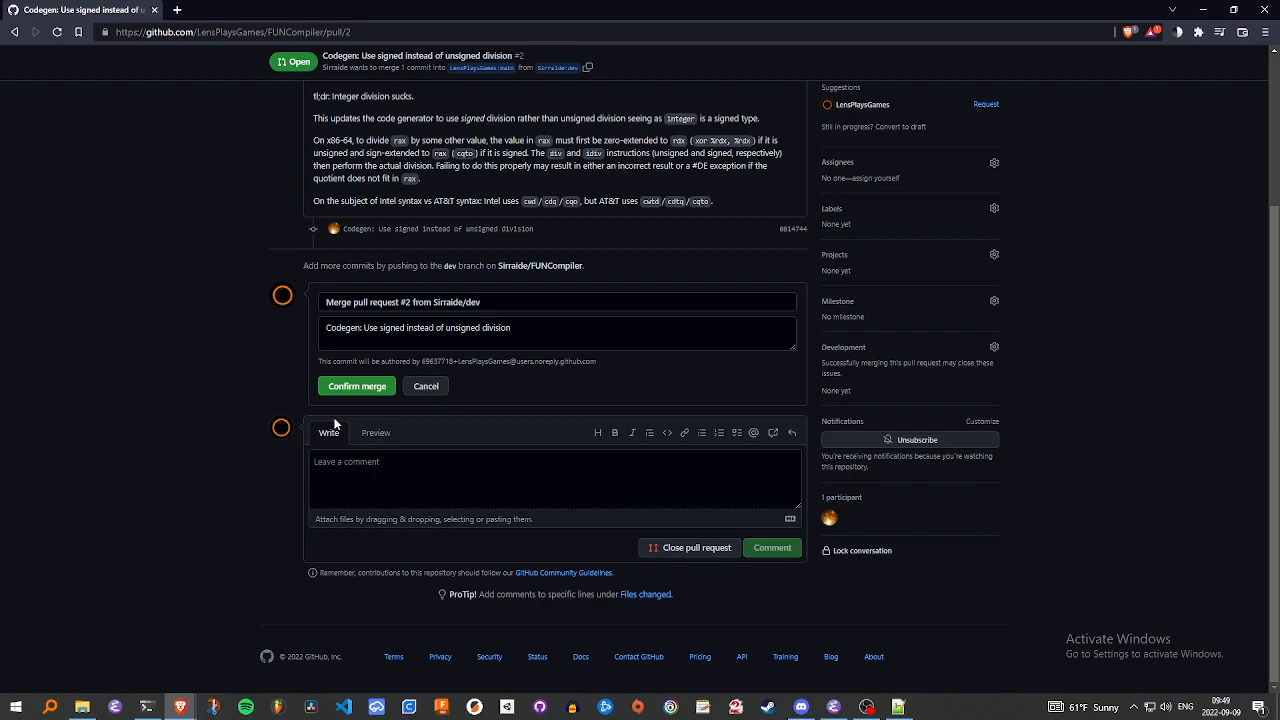 Codegen: Use signed instead of u
https://github.com/LensPlaysGames/FUNCompiler/pull/2
Open
Codegen: Use signed instead of unsigned division #2
Sirraide wants to merge 1 commit into LensPlaysGames:main from Sirraide:dev
tl;dr: Integer division sucks.
This updates the code generator to use signed division rather than unsigned division seeing as integer is a signed type.
On x86-64, to divide rax by some other value, the value in rax must first be zero-extended to rdx (xor %rdx, %rdx) if it is
unsigned and sign-extended to rax (cqto) if it is signed. The div and idiv instructions (unsigned and signed, respectively)
then perform the actual division. Failing to do this properly may result in either an incorrect result or a #DE exception if the
quotient does not fit in rax.
On the subject of Intel syntax vs AT&T syntax: Intel uses cwd/cdq/cqo, but AT&T uses cwtd/cdtq/cqto.
Codegen: Use signed instead of unsigned division
0814744
Add more commits by pushing to the dev branch on Sirraide/FUNCompiler.
Merge pull request #2 from Sirraide/dev
Codegen: Use signed instead of unsigned division
This commit will be authored by 69637718+LensPlaysGames@users.noreply.github.com
Confirm merge
Cancel
Write
Preview
Leave a comment
Attach files by dragging & dropping, selecting or pasting them.
Close pull request
Comment
Remember, contributions to this repository should follow our GitHub Community Guidelines.
ProTip! Add comments to specific lines under Files changed.
Suggestions
LensPlaysGames
Request
Still in progress? Convert to draft
Assignees
No one—assign yourself
Labels
None yet
Projects
None yet
Milestone
No milestone
Development
Successfully merging this pull request may close these
issues.
None yet
Notifications
Customize
Unsubscribe
You're receiving notifications because you're watching
this repository.
1 participant
Lock conversation
© 2022 GitHub, Inc.
Terms
Privacy
Security
Status
Docs
Contact GitHub
Pricing
API
Training
Blog
About
Activate Windows
Go to Settings to activate Windows.
61°F Sunny
09:49
2022-09-09